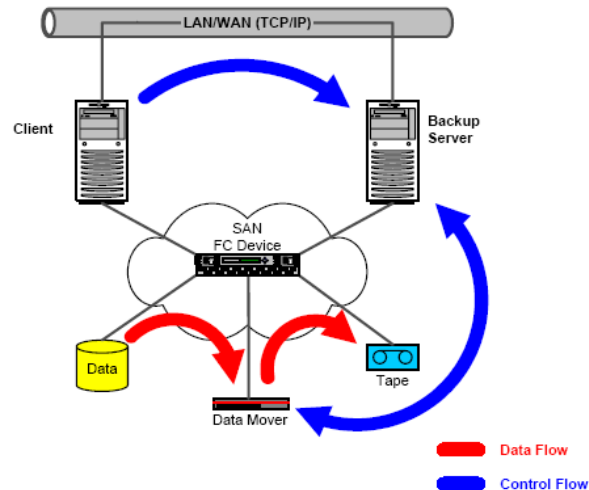 LAN/WAN (TCP/IP)
Client
Backup
Server
SAN
FC Device
Data
Tape
Data Mover
Data Flow
Control Flow